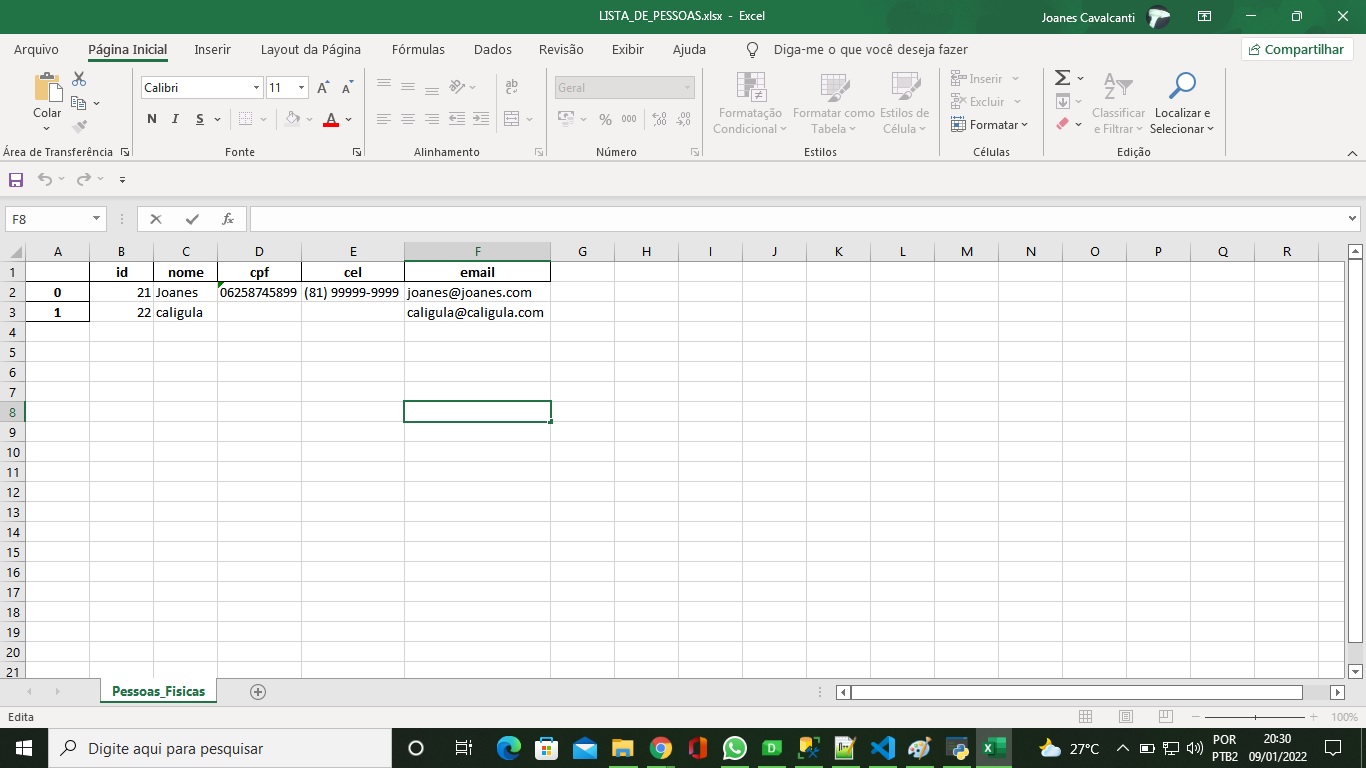 LISTA_DE_PESSOAS.xlsx - Excel
Joanes Cavalcanti
Arquivo Página Inicial Inserir Layout da Página Fórmulas Dados Revisão Exibir Ajuda Diga-me o que você deseja fazer Compartilhar
Colar
Calibri 11
N I S
Geral
% 000
Formatação Condicional
Formatar como Tabela
Estilos de Célula
Inserir
Excluir
Formatar
Classificar e Filtrar
Localizar e Selecionar
Área de Transferência Fonte Alinhamento Número Estilos Células Edição
F8 fx
A B C D E F G H I J K L M N O P Q R
1 id nome cpf cel email
2 0 21 Joanes 06258745899 (81) 99999-9999 joanes@joanes.com
3 1 22 caligula caligula@caligula.com
4
5
6
7
8
9
10
11
12
13
14
15
16
17
18
19
20
21
Pessoas_Fisicas
Edita 100%
Digite aqui para pesquisar 27°C POR PTB2 20:30 09/01/2022